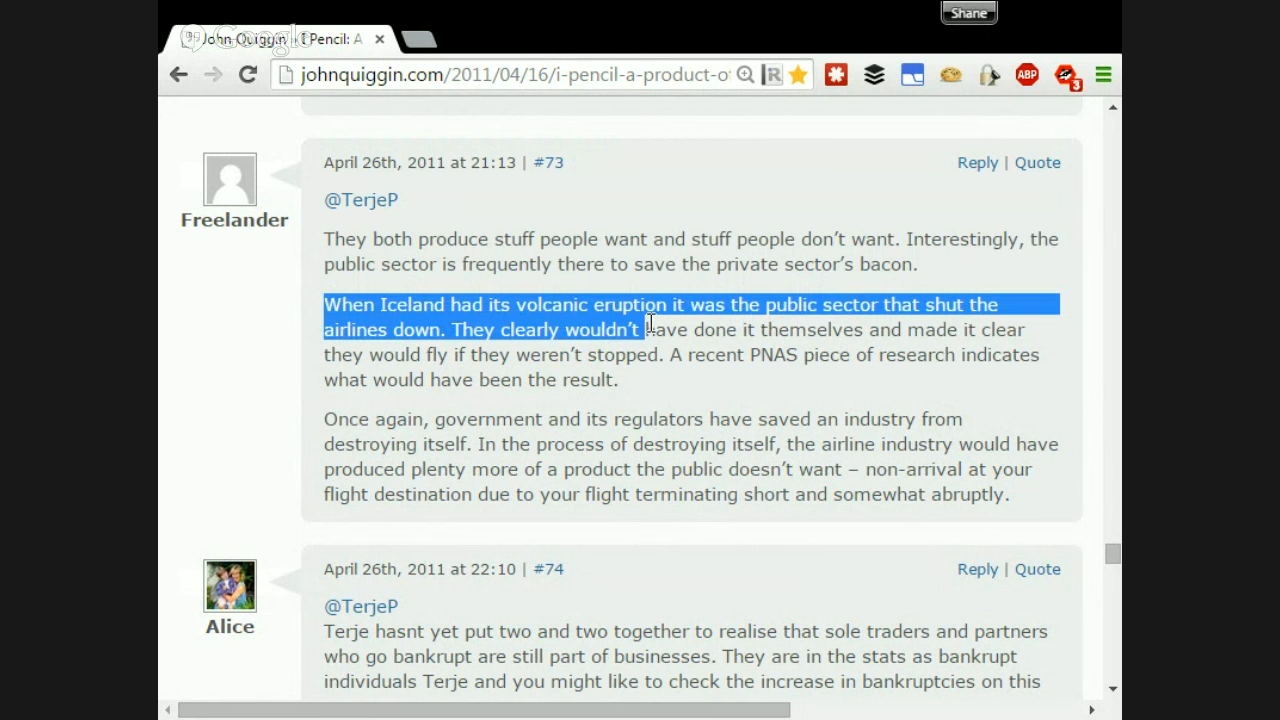 Shane
John Quiggin » I Pencil: A
Google
johnquiggin.com/2011/04/16/i-pencil-a-product-o
R
ABP
3
April 26th, 2011 at 21:13 | #73
Reply | Quote
Freelander
@TerjeP
They both produce stuff people want and stuff people don’t want. Interestingly, the
public sector is frequently there to save the private sector’s bacon.
When Iceland had its volcanic eruption it was the public sector that shut the
airlines down. They clearly wouldn’t have done it themselves and made it clear
they would fly if they weren’t stopped. A recent PNAS piece of research indicates
what would have been the result.
Once again, government and its regulators have saved an industry from
destroying itself. In the process of destroying itself, the airline industry would have
produced plenty more of a product the public doesn’t want – non-arrival at your
flight destination due to your flight terminating short and somewhat abruptly.
April 26th, 2011 at 22:10 | #74
Reply | Quote
Alice
@TerjeP
Terje hasnt yet put two and two together to realise that sole traders and partners
who go bankrupt are still part of businesses. They are in the stats as bankrupt
individuals Terje and you might like to check the increase in bankruptcies on this